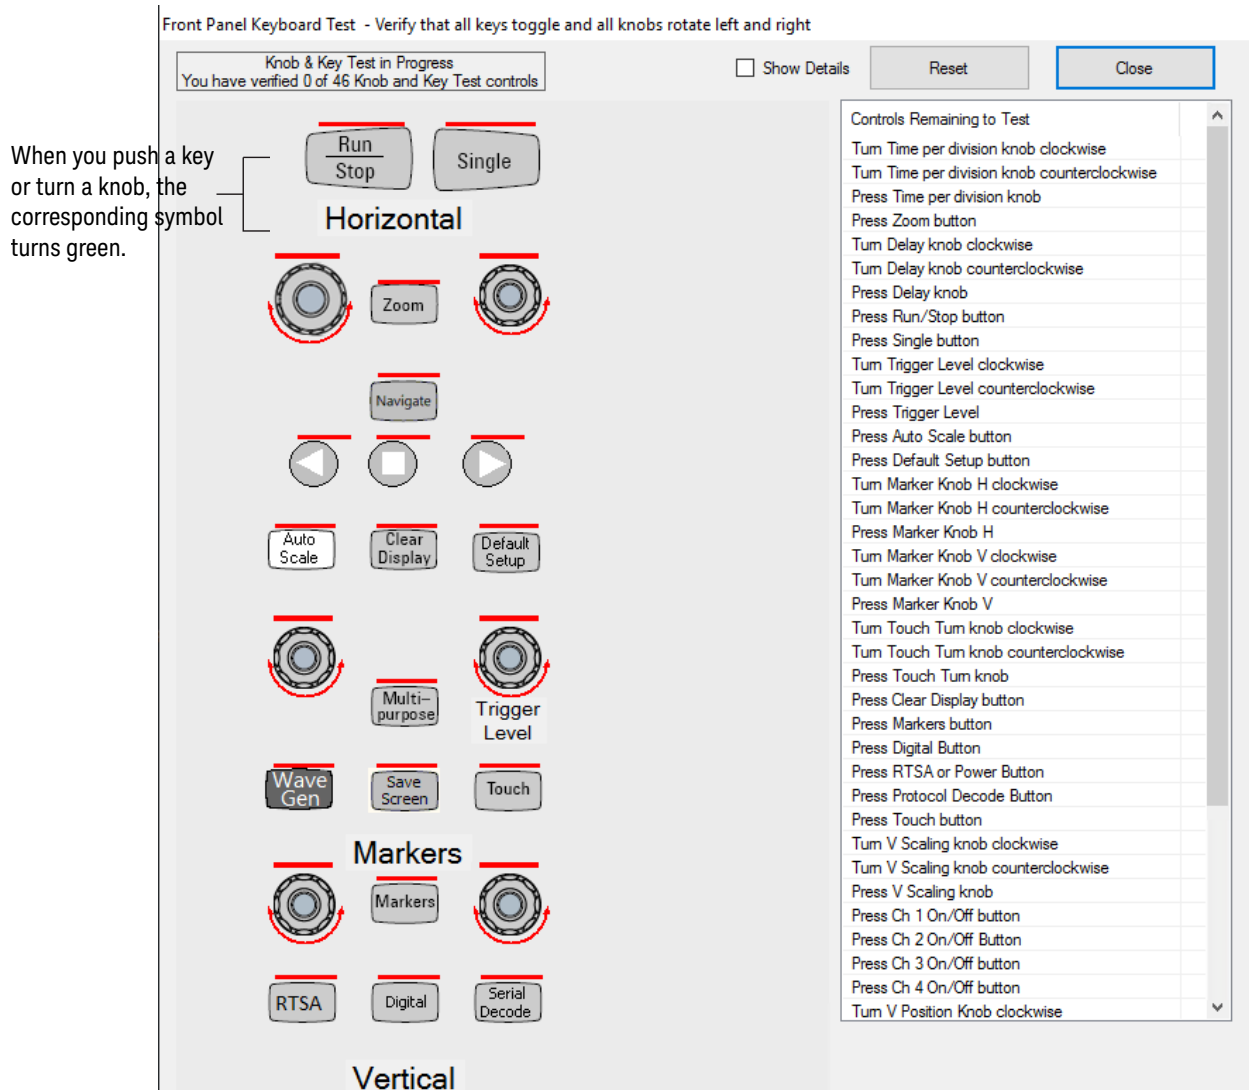 Front Panel Keyboard Test - Verify that all keys toggle and all knobs rotate left and right
Knob & Key Test in Progress
You have verified 0 of 46 Knob and Key Test controls
Show Details
Reset
Close
When you push a key
or turn a knob, the
corresponding symbol
turns green.
Run
Stop
Single
Horizontal
Zoom
Navigate
Auto
Scale
Clear
Display
Default
Setup
Multi-
purpose
Trigger
Level
Wave
Gen
Save
Screen
Touch
Markers
Markers
RTSA
Digital
Serial
Decode
Vertical
Controls Remaining to Test
Turn Time per division knob clockwise
Turn Time per division knob counterclockwise
Press Time per division knob
Press Zoom button
Turn Delay knob clockwise
Turn Delay knob counterclockwise
Press Delay knob
Press Run/Stop button
Press Single button
Turn Trigger Level clockwise
Turn Trigger Level counterclockwise
Press Trigger Level
Press Auto Scale button
Press Default Setup button
Turn Marker Knob H clockwise
Turn Marker Knob H counterclockwise
Press Marker Knob H
Turn Marker Knob V clockwise
Turn Marker Knob V counterclockwise
Press Marker Knob V
Turn Touch Turn knob clockwise
Turn Touch Turn knob counterclockwise
Press Touch Turn knob
Press Clear Display button
Press Markers button
Press Digital Button
Press RTSA or Power Button
Press Protocol Decode Button
Press Touch button
Turn V Scaling knob clockwise
Turn V Scaling knob counterclockwise
Press V Scaling knob
Press Ch 1 On/Off button
Press Ch 2 On/Off Button
Press Ch 3 On/Off button
Press Ch 4 On/Off button
Turn V Position Knob clockwise